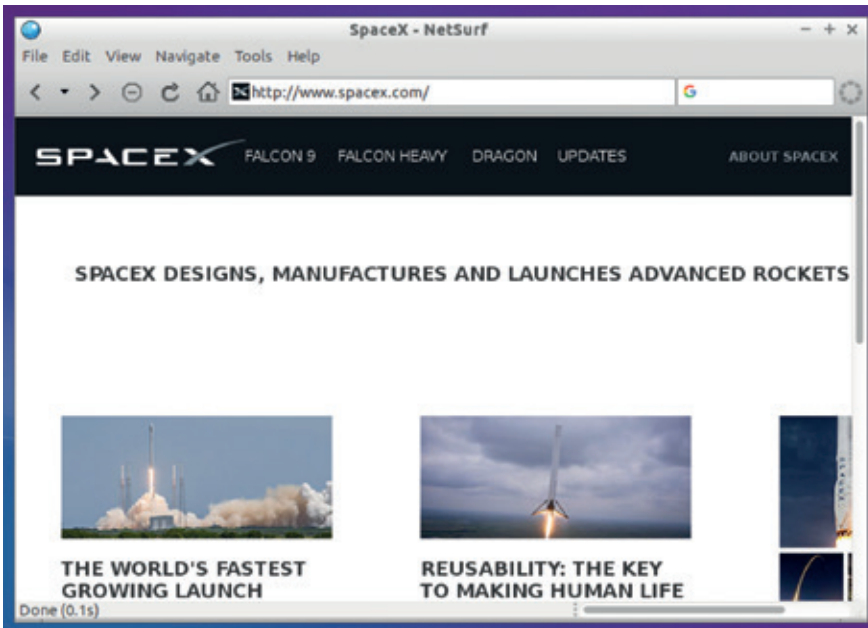 SpaceX - NetSurf
File Edit View Navigate Tools Help
http://www.spacex.com/
SPACEX FALCON 9 FALCON HEAVY DRAGON UPDATES ABOUT SPACEX
SPACEX DESIGNS, MANUFACTURES AND LAUNCHES ADVANCED ROCKETS
THE WORLD'S FASTEST
GROWING LAUNCH
REUSABILITY: THE KEY
TO MAKING HUMAN LIFE
Done (0.1s)